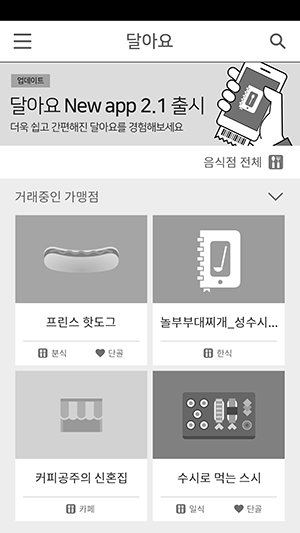 달아요
업데이트
달아요 New app 2.1 출시
더욱 쉽고 간편해진 달아요를 경험해보세요
음식점 전체
거래중인 가맹점
프린스 핫도그
분식 단골
놀부부대찌개_성수시...
한식
커피공주의 신혼집
카페
수시로 먹는 스시
일식 단골